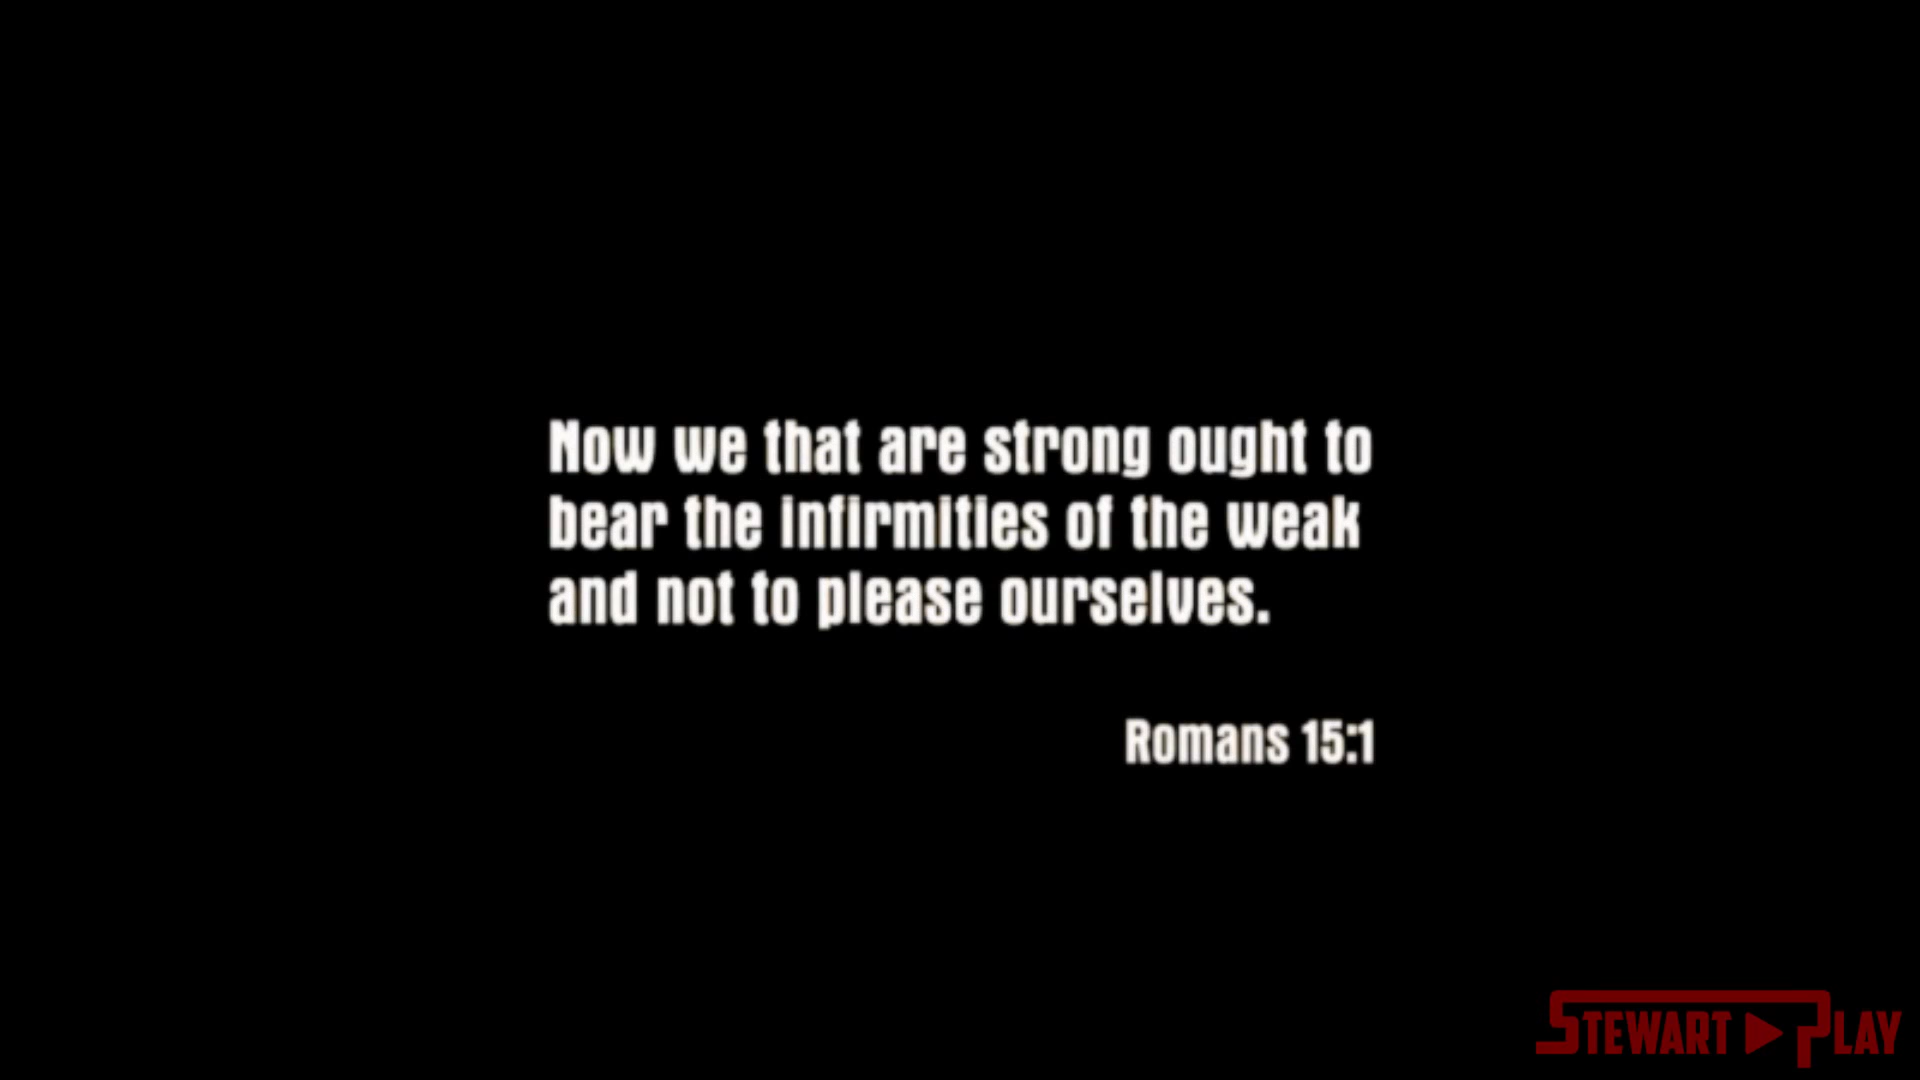 Now we that are strong ought to
bear the infirmities of the weak
and not to please ourselves.
Romans 15:1
STEWART PLAY